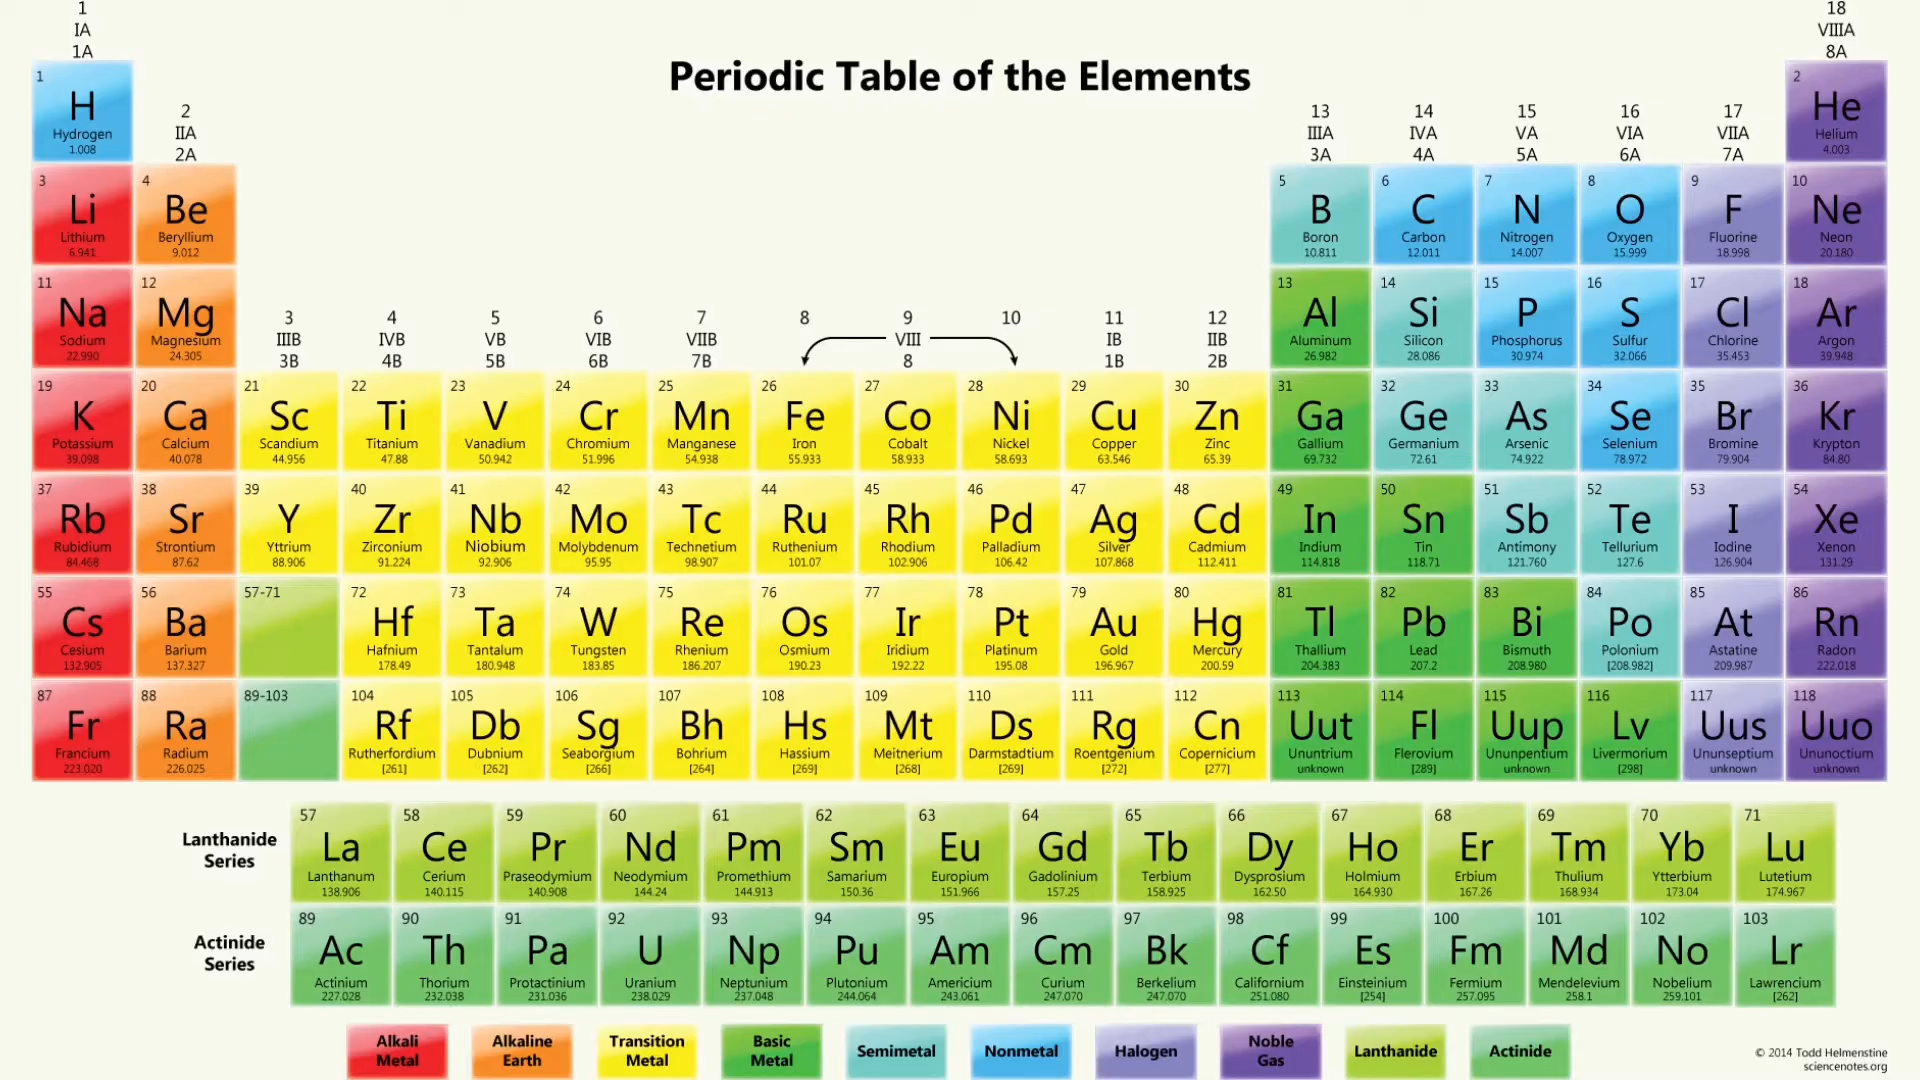 Periodic Table of the Elements
1
IA
1A
18
VIIIA
8A
1
H
Hydrogen
1.008
2
IIA
2A
13
IIIA
3A
14
IVA
4A
15
VA
5A
16
VIA
6A
17
VIIA
7A
2
He
Helium
4.003
3
Li
Lithium
6.941
4
Be
Beryllium
9.012
5
B
Boron
10.811
6
C
Carbon
12.011
7
N
Nitrogen
14.007
8
O
Oxygen
15.999
9
F
Fluorine
18.998
10
Ne
Neon
20.180
11
Na
Sodium
22.990
12
Mg
Magnesium
24.305
3
IIIB
3B
4
IVB
4B
5
VB
5B
6
VIB
6B
7
VIIB
7B
8
9
10
VIII
8
11
IB
1B
12
IIB
2B
13
Al
Aluminum
26.982
14
Si
Silicon
28.086
15
P
Phosphorus
30.974
16
S
Sulfur
32.066
17
Cl
Chlorine
35.453
18
Ar
Argon
39.948
19
K
Potassium
39.098
20
Ca
Calcium
40.078
21
Sc
Scandium
44.956
22
Ti
Titanium
47.88
23
V
Vanadium
50.942
24
Cr
Chromium
51.996
25
Mn
Manganese
54.938
26
Fe
Iron
55.933
27
Co
Cobalt
58.933
28
Ni
Nickel
58.693
29
Cu
Copper
63.546
30
Zn
Zinc
65.39
31
Ga
Gallium
69.732
32
Ge
Germanium
72.61
33
As
Arsenic
74.922
34
Se
Selenium
78.972
35
Br
Bromine
79.904
36
Kr
Krypton
84.80
37
Rb
Rubidium
84.468
38
Sr
Strontium
87.62
39
Y
Yttrium
88.906
40
Zr
Zirconium
91.224
41
Nb
Niobium
92.906
42
Mo
Molybdenum
95.95
43
Tc
Technetium
98.907
44
Ru
Ruthenium
101.07
45
Rh
Rhodium
102.906
46
Pd
Palladium
106.42
47
Ag
Silver
107.868
48
Cd
Cadmium
112.411
49
In
Indium
114.818
50
Sn
Tin
118.71
51
Sb
Antimony
121.760
52
Te
Tellurium
127.6
53
I
Iodine
126.904
54
Xe
Xenon
131.29
55
Cs
Cesium
132.905
56
Ba
Barium
137.327
57-71
72
Hf
Hafnium
178.49
73
Ta
Tantalum
180.948
74
W
Tungsten
183.85
75
Re
Rhenium
186.207
76
Os
Osmium
190.23
77
Ir
Iridium
192.22
78
Pt
Platinum
195.08
79
Au
Gold
196.967
80
Hg
Mercury
200.59
81
Tl
Thallium
204.383
82
Pb
Lead
207.2
83
Bi
Bismuth
208.980
84
Po
Polonium
[208.982]
85
At
Astatine
209.987
86
Rn
Radon
222.018
87
Fr
Francium
223.020
88
Ra
Radium
226.025
89-103
104
Rf
Rutherfordium
[261]
105
Db
Dubnium
[262]
106
Sg
Seaborgium
[266]
107
Bh
Bohrium
[264]
108
Hs
Hassium
[269]
109
Mt
Meitnerium
[268]
110
Ds
Darmstadtium
[269]
111
Rg
Roentgenium
[272]
112
Cn
Copernicium
[277]
113
Uut
Ununtrium
unknown
114
Fl
Flerovium
[289]
115
Uup
Ununpentium
unknown
116
Lv
Livermorium
[298]
117
Uus
Ununseptium
unknown
118
Uuo
Ununoctium
unknown
Lanthanide
Series
57
La
Lanthanum
138.906
58
Ce
Cerium
140.115
59
Pr
Praseodymium
140.908
60
Nd
Neodymium
144.24
61
Pm
Promethium
144.913
62
Sm
Samarium
150.36
63
Eu
Europium
151.966
64
Gd
Gadolinium
157.25
65
Tb
Terbium
158.925
66
Dy
Dysprosium
162.50
67
Ho
Holmium
164.930
68
Er
Erbium
167.26
69
Tm
Thulium
168.934
70
Yb
Ytterbium
173.04
71
Lu
Lutetium
174.967
Actinide
Series
89
Ac
Actinium
227.028
90
Th
Thorium
232.038
91
Pa
Protactinium
231.036
92
U
Uranium
238.029
93
Np
Neptunium
237.048
94
Pu
Plutonium
244.064
95
Am
Americium
243.061
96
Cm
Curium
247.070
97
Bk
Berkelium
247.070
98
Cf
Californium
251.080
99
Es
Einsteinium
[254]
100
Fm
Fermium
257.095
101
Md
Mendelevium
258.1
102
No
Nobelium
259.101
103
Lr
Lawrencium
[262]
Alkali
Metal
Alkaline
Earth
Transition
Metal
Basic
Metal
Semimetal
Nonmetal
Halogen
Noble
Gas
Lanthanide
Actinide
© 2014 Todd Helmenstine
sciencenotes.org